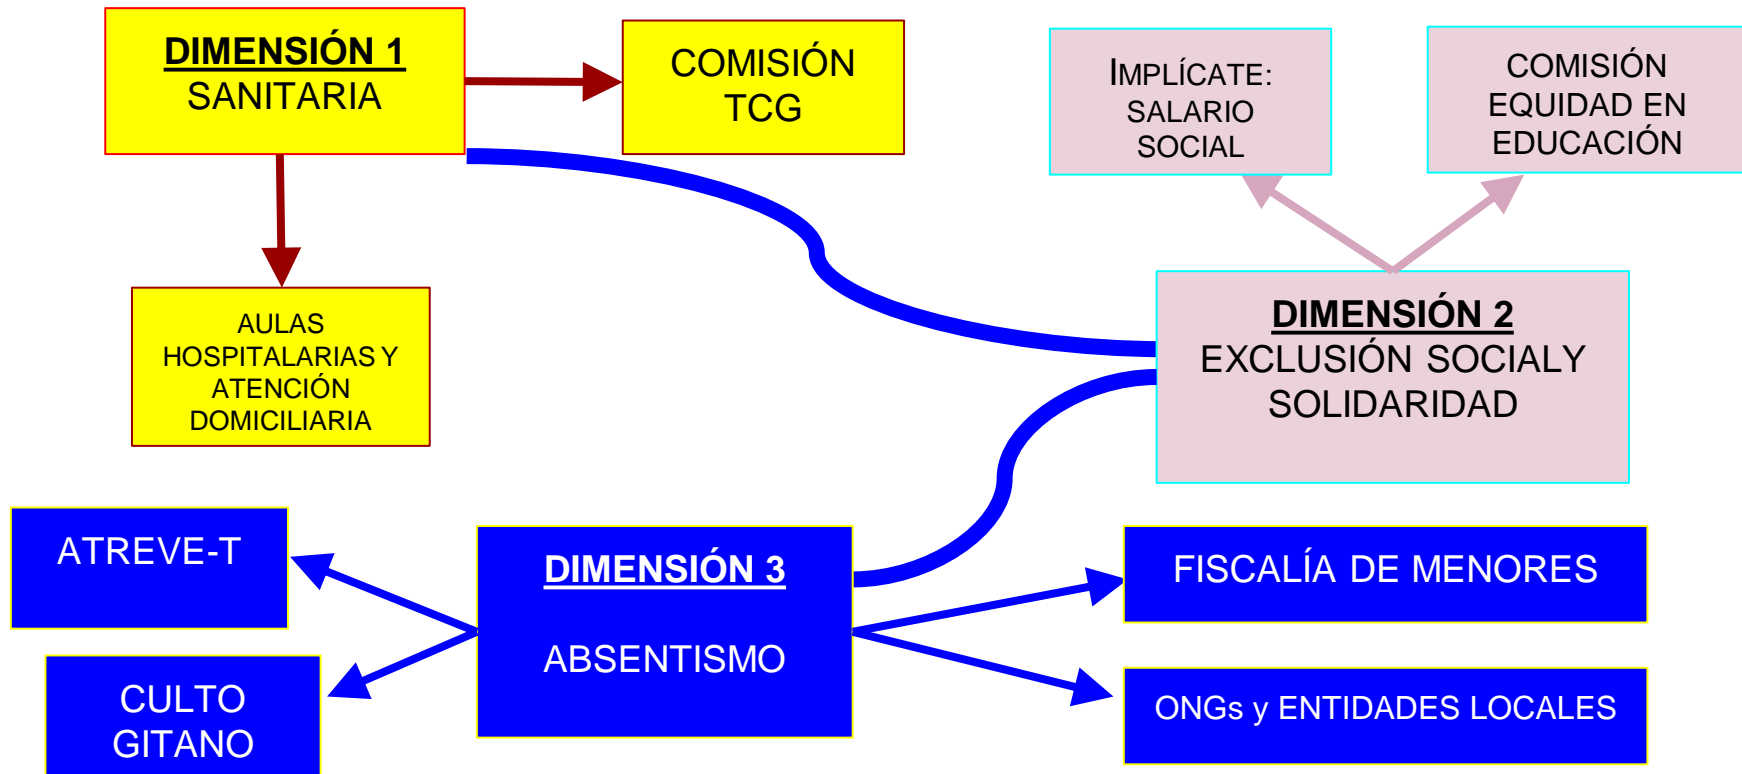 DIMENSIÓN 1
SANITARIA
COMISIÓN
TCG
IMPLÍCATE:
SALARIO
SOCIAL
COMISIÓN
EQUIDAD EN
EDUCACIÓN
AULAS
HOSPITALARIAS Y
ATENCIÓN
DOMICILIARIA
DIMENSIÓN 2
EXCLUSIÓN SOCIALY
SOLIDARIDAD
ATREVE-T
CULTO
GITANO
DIMENSIÓN 3
ABSENTISMO
FISCALÍA DE MENORES
ONGs y ENTIDADES LOCALES